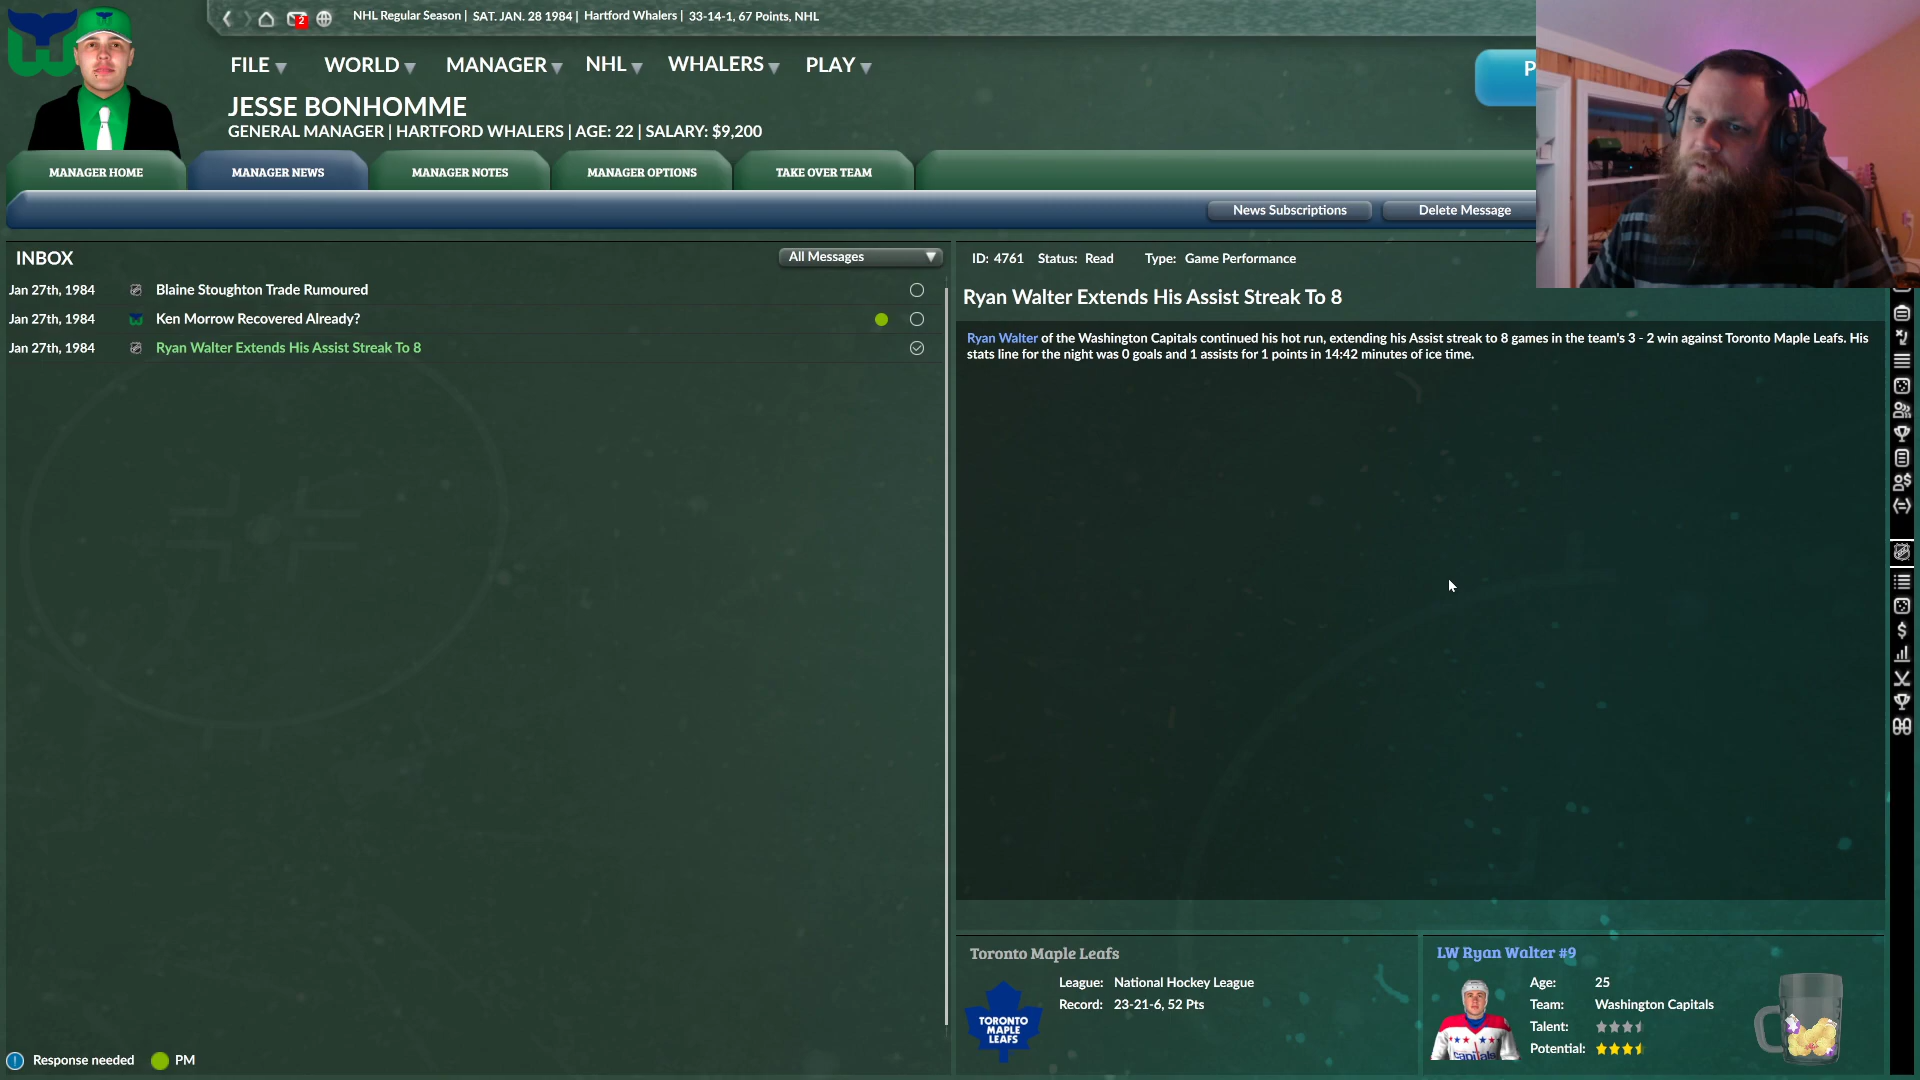 2
NHL Regular Season | SAT. JAN. 28 1984 | Hartford Whalers | 33-14-1, 67 Points, NHL
FILE WORLD MANAGER NHL WHALERS PLAY
P
JESSE BONHOMME
GENERAL MANAGER | HARTFORD WHALERS | AGE: 22 | SALARY: $9,200
MANAGER HOME MANAGER NEWS MANAGER NOTES MANAGER OPTIONS TAKE OVER TEAM
News Subscriptions Delete Message
INBOX All Messages
Jan 27th, 1984 Blaine Stoughton Trade Rumoured
Jan 27th, 1984 Ken Morrow Recovered Already?
Jan 27th, 1984 Ryan Walter Extends His Assist Streak To 8
ID: 4761 Status: Read Type: Game Performance
Ryan Walter Extends His Assist Streak To 8
Ryan Walter of the Washington Capitals continued his hot run, extending his Assist streak to 8 games in the team's 3 - 2 win against Toronto Maple Leafs. His
stats line for the night was 0 goals and 1 assists for 1 points in 14:42 minutes of ice time.
Toronto Maple Leafs
League: National Hockey League
Record: 23-21-6, 52 Pts
TORONTO
MAPLE
LEAFS
LW Ryan Walter #9
Age: 25
Team: Washington Capitals
Talent:
Potential:
capitals
Response needed PM